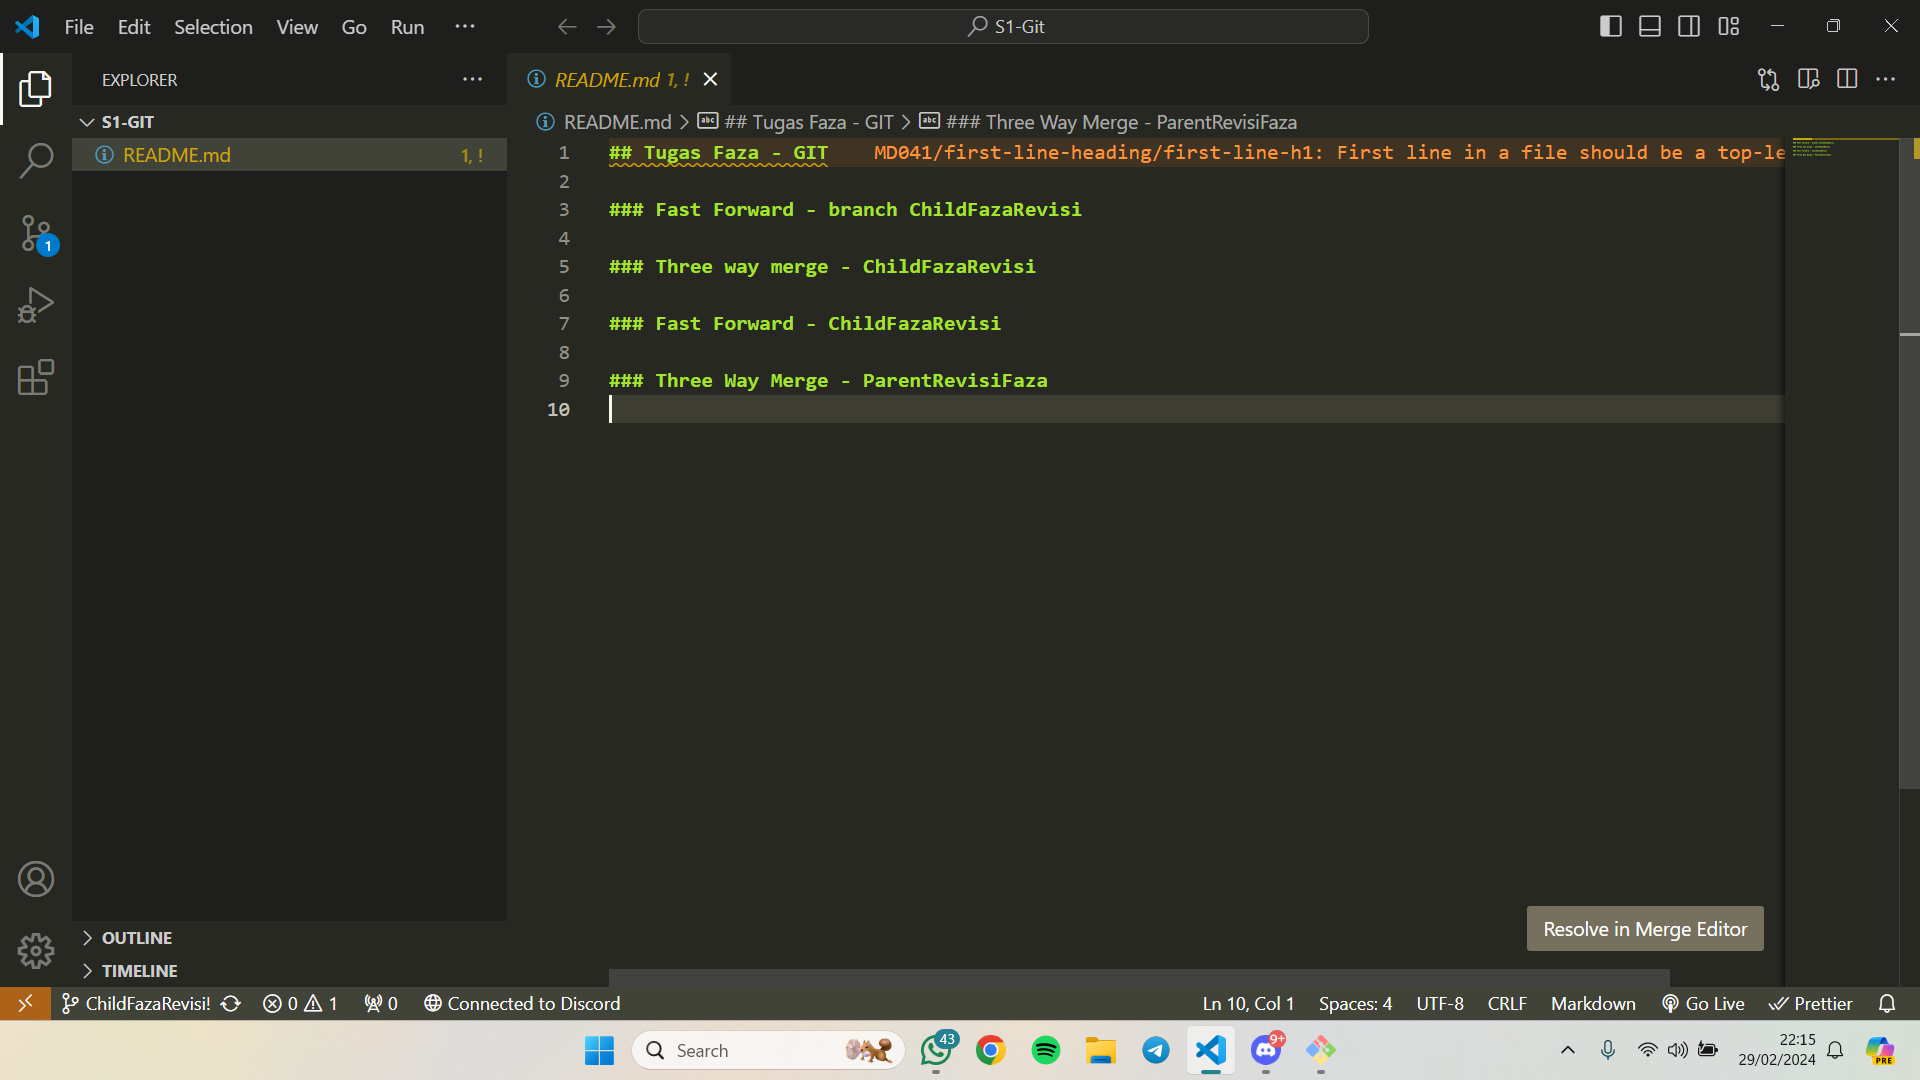 File Edit Selection View Go Run ···
S1-Git
EXPLORER
README.md 1, !
S1-GIT
README.md > ## Tugas Faza - GIT > ### Three Way Merge - ParentRevisiFaza
README.md 1, !
1 ## Tugas Faza - GIT MD041/first-line-heading/first-line-h1: First line in a file should be a top-le
2
3 ### Fast Forward - branch ChildFazaRevisi
4
5 ### Three way merge - ChildFazaRevisi
6
7 ### Fast Forward - ChildFazaRevisi
8
9 ### Three Way Merge - ParentRevisiFaza
10
1
Resolve in Merge Editor
OUTLINE
TIMELINE
ChildFazaRevisi! 0 1 0 Connected to Discord Ln 10, Col 1 Spaces: 4 UTF-8 CRLF Markdown Go Live Prettier
Search
43
9+
22:15
29/02/2024
PRE